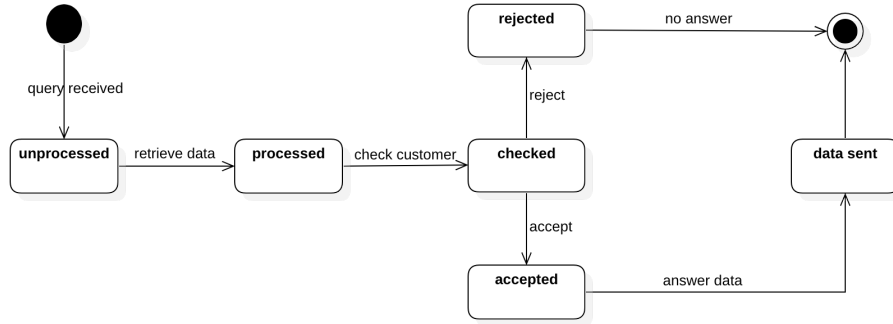 rejected
no answer
query received
reject
unprocessed
retrieve data
processed
check customer
checked
data sent
accept
accepted
answer data